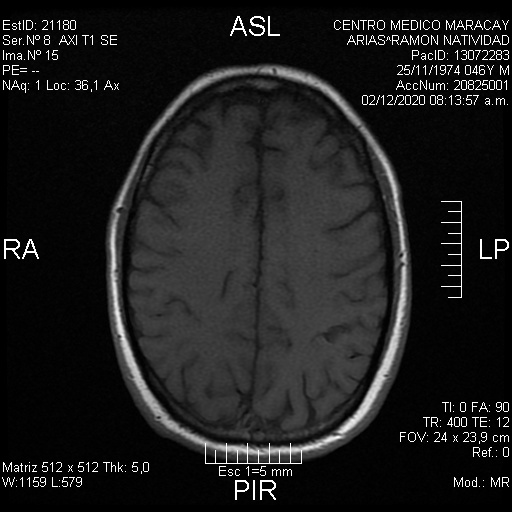 EstID: 21180
Ser.Nº 8 AXI T1 SE
Ima.Nº 15
PE= --
NAq: 1 Loc: 36,1 Ax
ASL
CENTRO MEDICO MARACAY
ARIAS^RAMON NATIVIDAD
PacID: 13072283
25/11/1974 046Y M
AccNum: 20825001
02/12/2020 08:13:57 a.m.
RA
LP
TI: 0 FA: 90
TR: 400 TE: 12
FOV: 24 x 23,9 cm
Ref.: 0
Matriz 512 x 512 Thk: 5,0
W:1159 L:579
Esc 1=5 mm
PIR
Mod.: MR